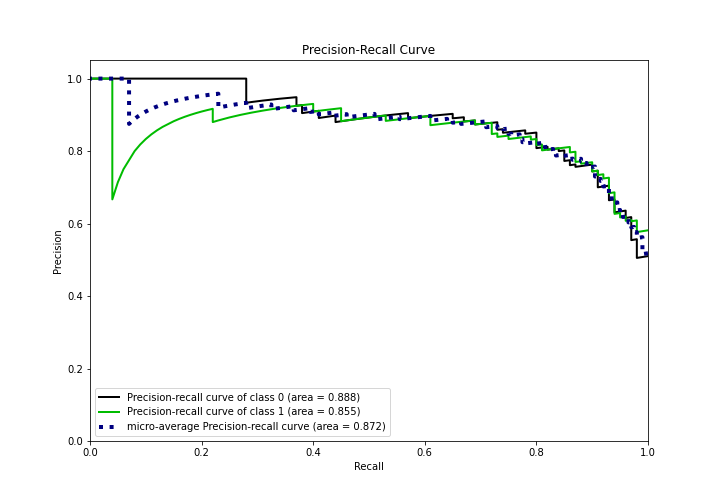 Precision-Recall Curve
1.0
0.8
0.6
0.4
0.2
0.0
Precision
Precision-recall curve of class 0 (area = 0.888)
Precision-recall curve of class 1 (area = 0.855)
micro-average Precision-recall curve (area = 0.872)
0.0 0.2 0.4 0.6 0.8 1.0
Recall